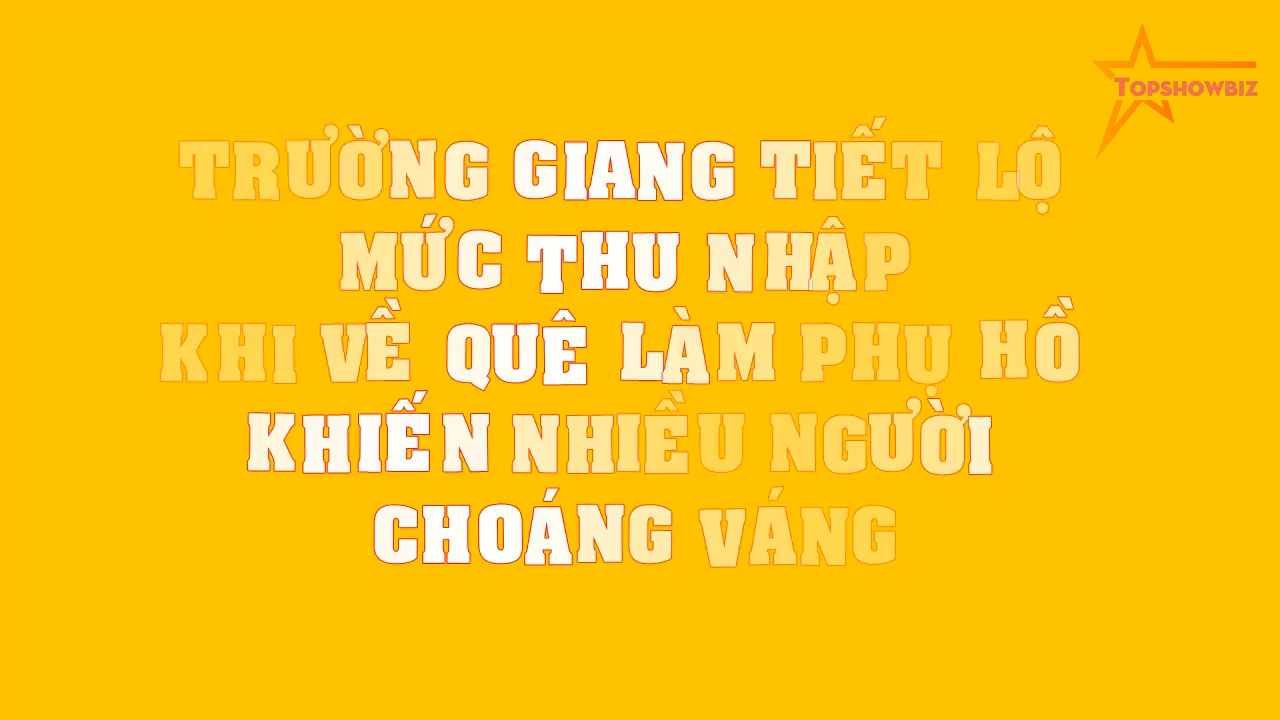 TOPSHOWBIZ
TRƯỜNG GIANG TIẾT LỘ
MỨC THU NHẬP
KHI VỀ QUÊ LÀM PHỤ HỒ
KHIẾN NHIỀU NGƯỜI
CHOÁNG VÁNG